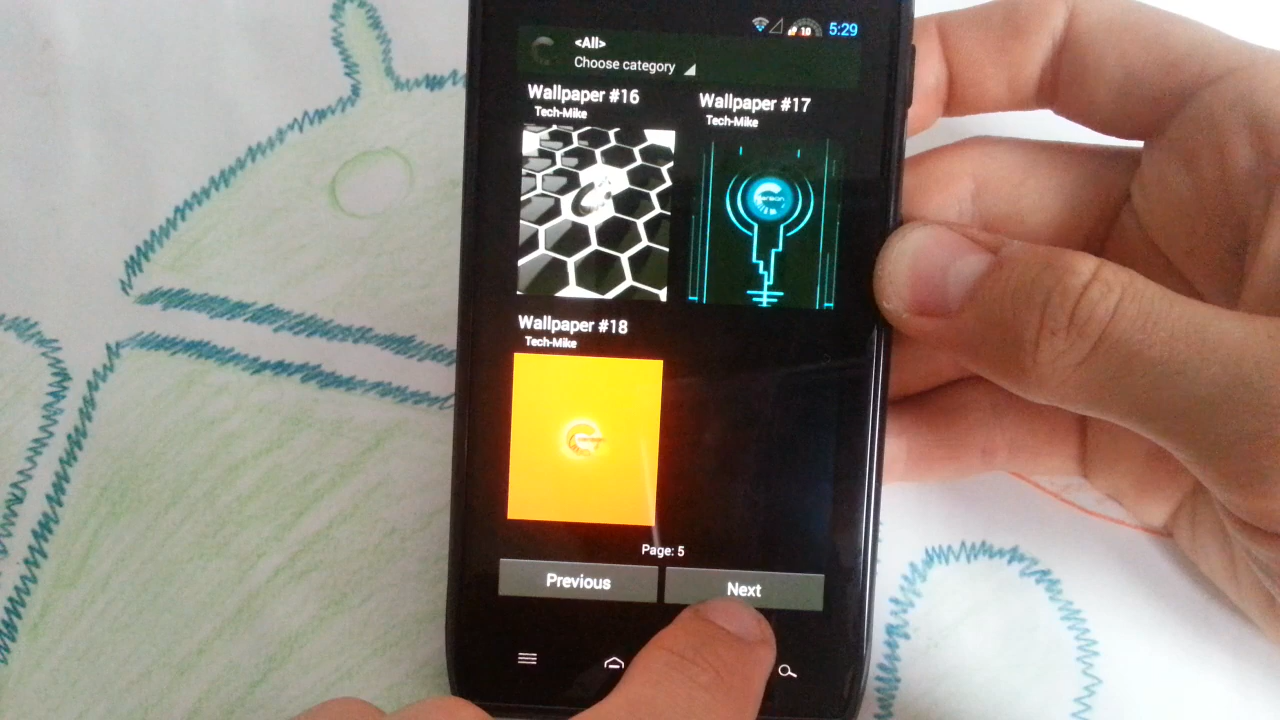 10 5:29
<All>
Choose category
Wallpaper #16
Tech-Mike
Wallpaper #17
Tech-Mike
Wallpaper #18
Tech-Mike
Page: 5
Previous
Next